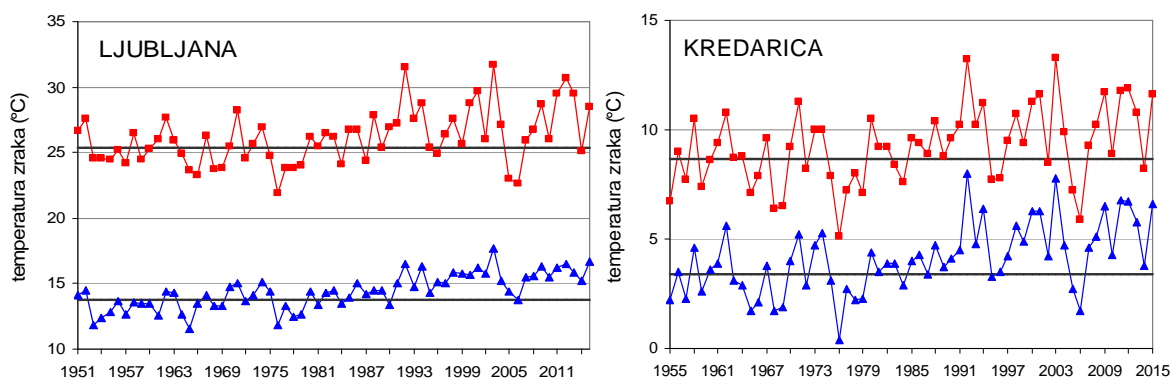 LJUBLJANA
temperatura zraka (°C)
35
30
25
20
15
10
1951 1957 1963 1969 1975 1981 1987 1993 1999 2005 2011
KREDARICA
temperatura zraka (°C)
15
10
5
0
1955 1961 1967 1973 1979 1985 1991 1997 2003 2009 2015